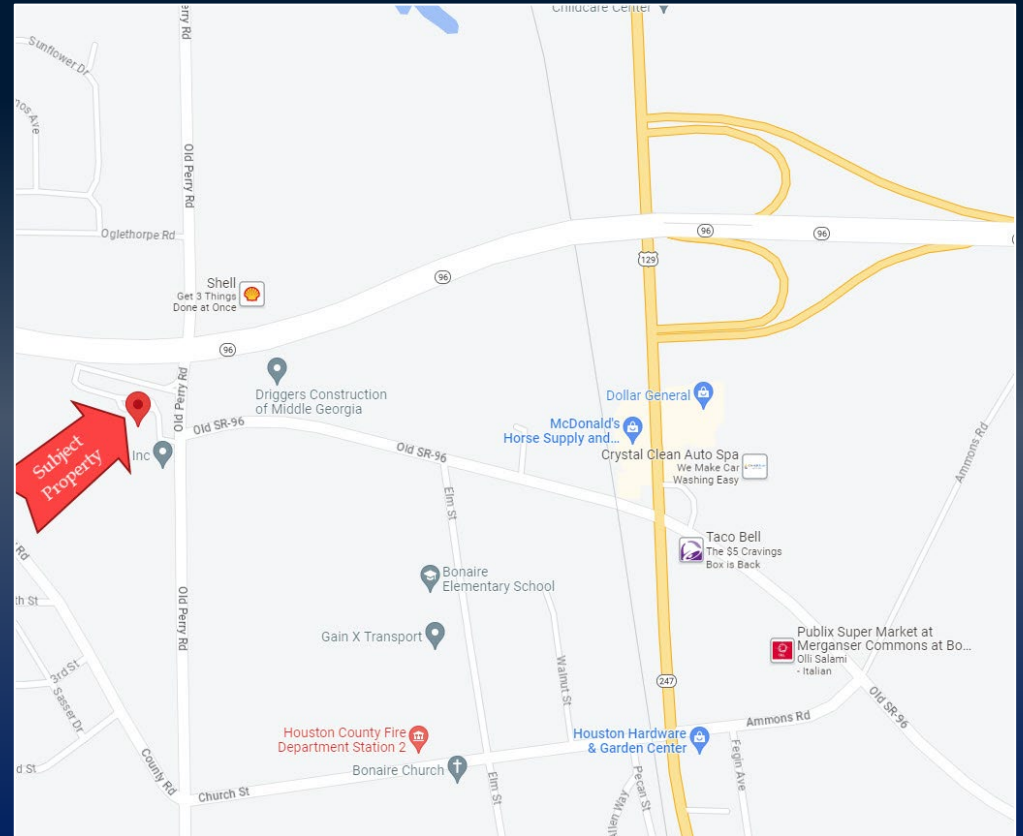 Childcare Center
erry Rd
Sunflower Dr
nos Ave
Old Perry Rd
Oglethorpe Rd
96
96
129
Shell
Get 3 Things
Done at Once
96
96
Driggers Construction
of Middle Georgia
Old Perry Rd
Dollar General
McDonald's
Horse Supply and...
Old SR-96
Old SR-96
Subject
Property
Inc
Crystal Clean Auto Spa
We Make Car
Washing Easy
Ammons Rd
Elm St
Taco Bell
The $5 Cravings
Box is Back
Rd
Bonaire
Elementary School
th St
Old Perry Rd
Gain X Transport
Publix Super Market at
Merganser Commons at Bo...
Olli Salami
- Italian
3rd St
Walnut St
247
Sasser Dr
Old SR-96
Houston County Fire
Department Station 2
Houston Hardware
& Garden Center
Ammons Rd
Bonaire Church
d St
County Rd
Church St
Elm St
Pecan St
Fegin Ave
llen Way